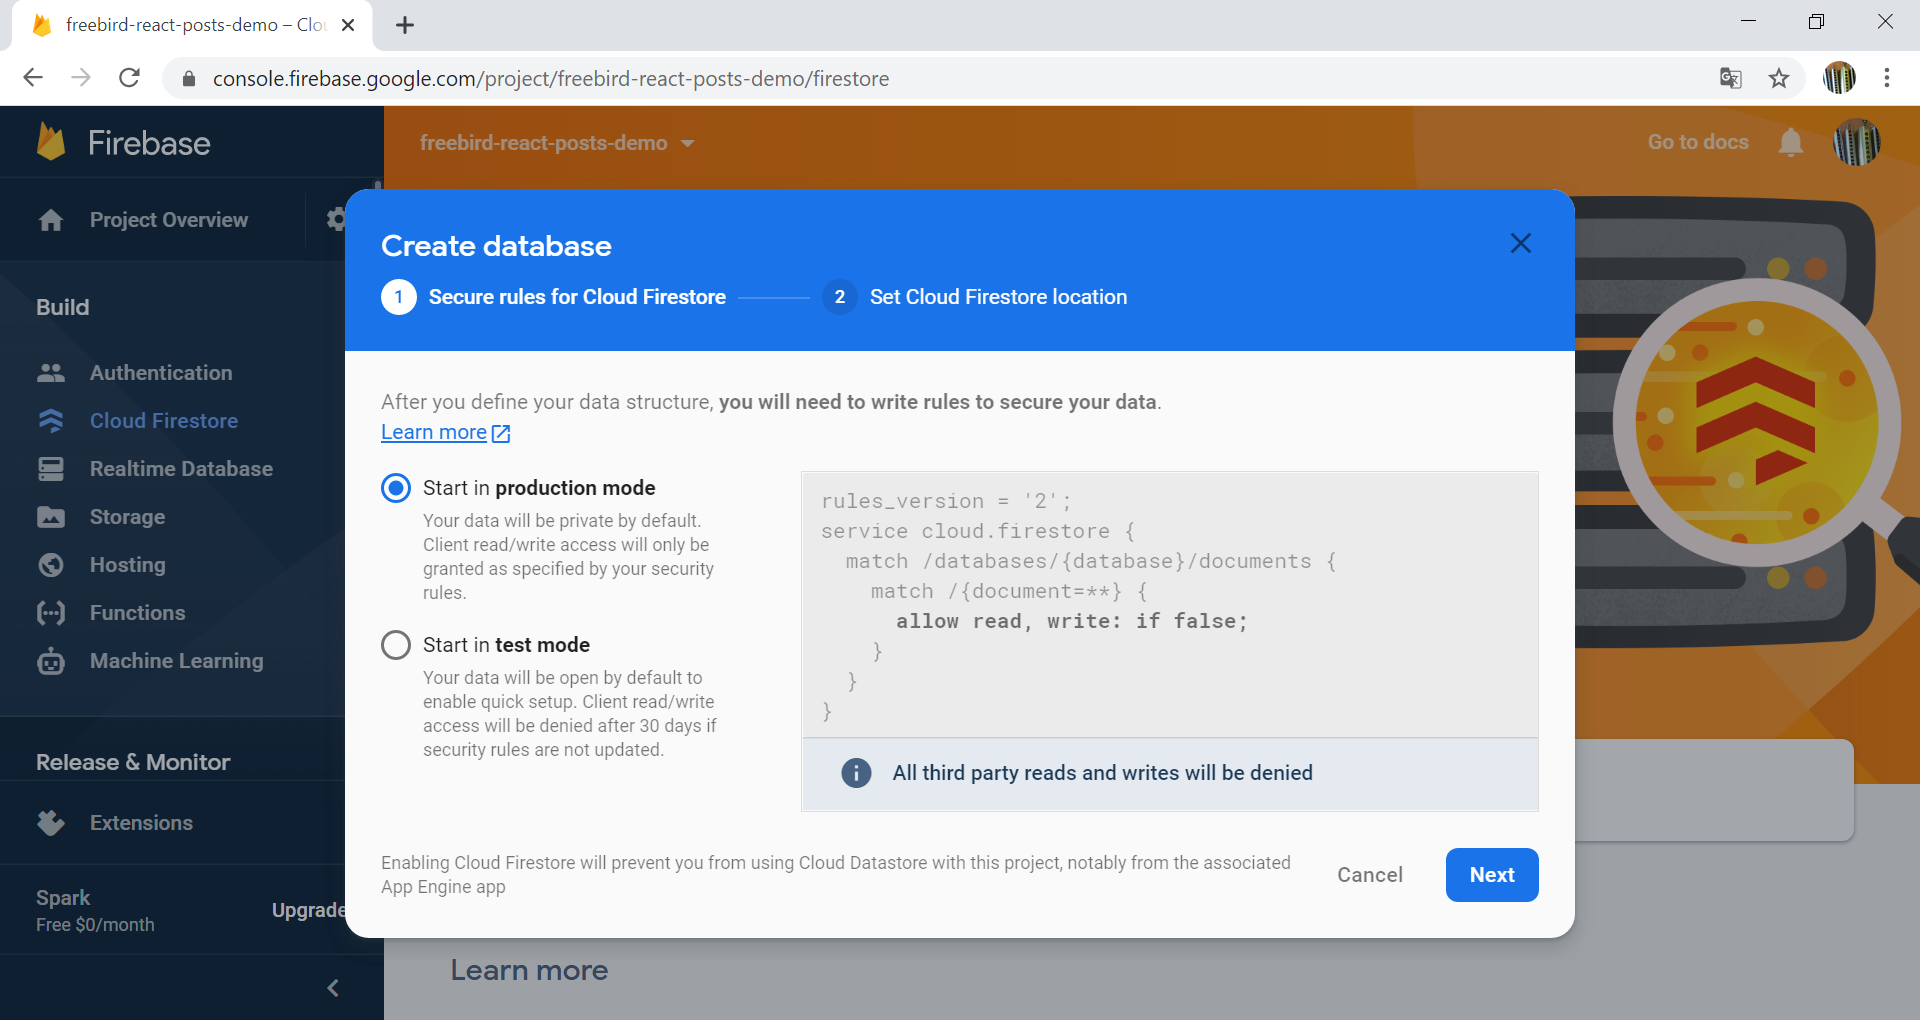 freebird-react-posts-demo – Clo
console.firebase.google.com/project/freebird-react-posts-demo/firestore
Firebase
freebird-react-posts-demo
Go to docs
Project Overview
Build
Authentication
Cloud Firestore
Realtime Database
Storage
Hosting
Functions
Machine Learning
Release & Monitor
Extensions
Spark
Free $0/month
Upgrade
Create database
1 Secure rules for Cloud Firestore
2 Set Cloud Firestore location
After you define your data structure, you will need to write rules to secure your data.
Learn more
Start in production mode
Your data will be private by default.
Client read/write access will only be
granted as specified by your security
rules.
Start in test mode
Your data will be open by default to
enable quick setup. Client read/write
access will be denied after 30 days if
security rules are not updated.
rules_version = '2';
service cloud.firestore {
  match /databases/{database}/documents {
    match /{document=**} {
      allow read, write: if false;
    }
  }
}
All third party reads and writes will be denied
Enabling Cloud Firestore will prevent you from using Cloud Datastore with this project, notably from the associated
App Engine app
Cancel
Next
Learn more